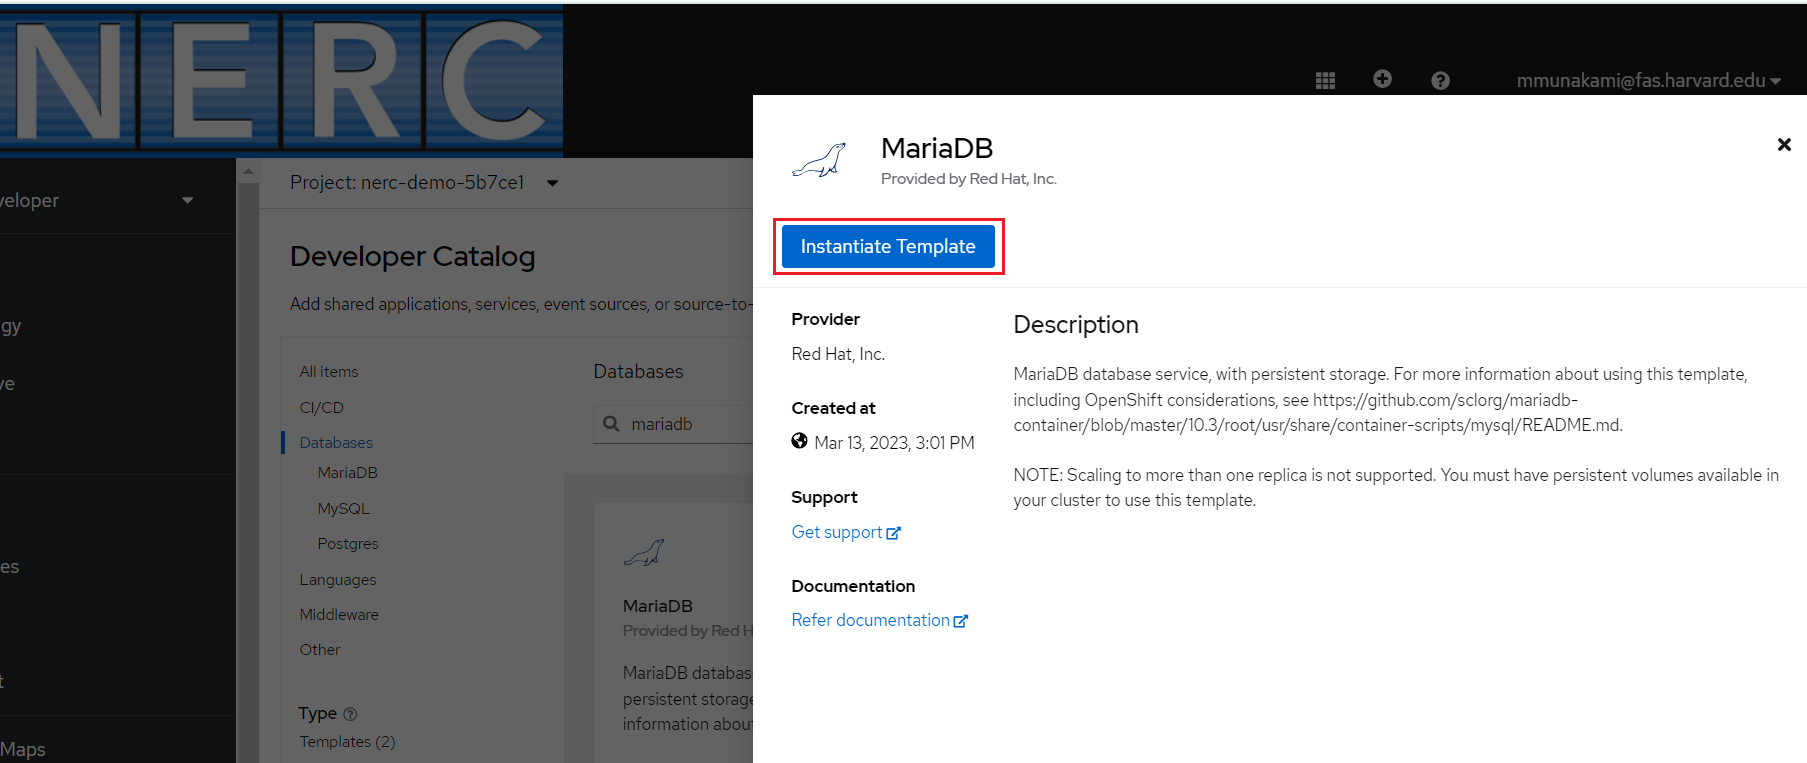 NERC
mmunakami@fas.harvard.edu
veloper
gy
ve
es
t
Maps
Project: nerc-demo-5b7ce1
Developer Catalog
Add shared applications, services, event sources, or source-to-
All items
CI/CD
Databases
MariaDB
MySQL
Postgres
Languages
Middleware
Other
Type
Templates (2)
Databases
mariadb
MariaDB
Provided by Red H
MariaDB databas
persistent storage
information about
MariaDB
Provided by Red Hat, Inc.
Instantiate Template
Provider
Red Hat, Inc.
Created at
Mar 13, 2023, 3:01 PM
Support
Get support
Documentation
Refer documentation
Description
MariaDB database service, with persistent storage. For more information about using this template,
including OpenShift considerations, see https://github.com/sclorg/mariadb-
container/blob/master/10.3/root/usr/share/container-scripts/mysql/README.md.
NOTE: Scaling to more than one replica is not supported. You must have persistent volumes available in
your cluster to use this template.